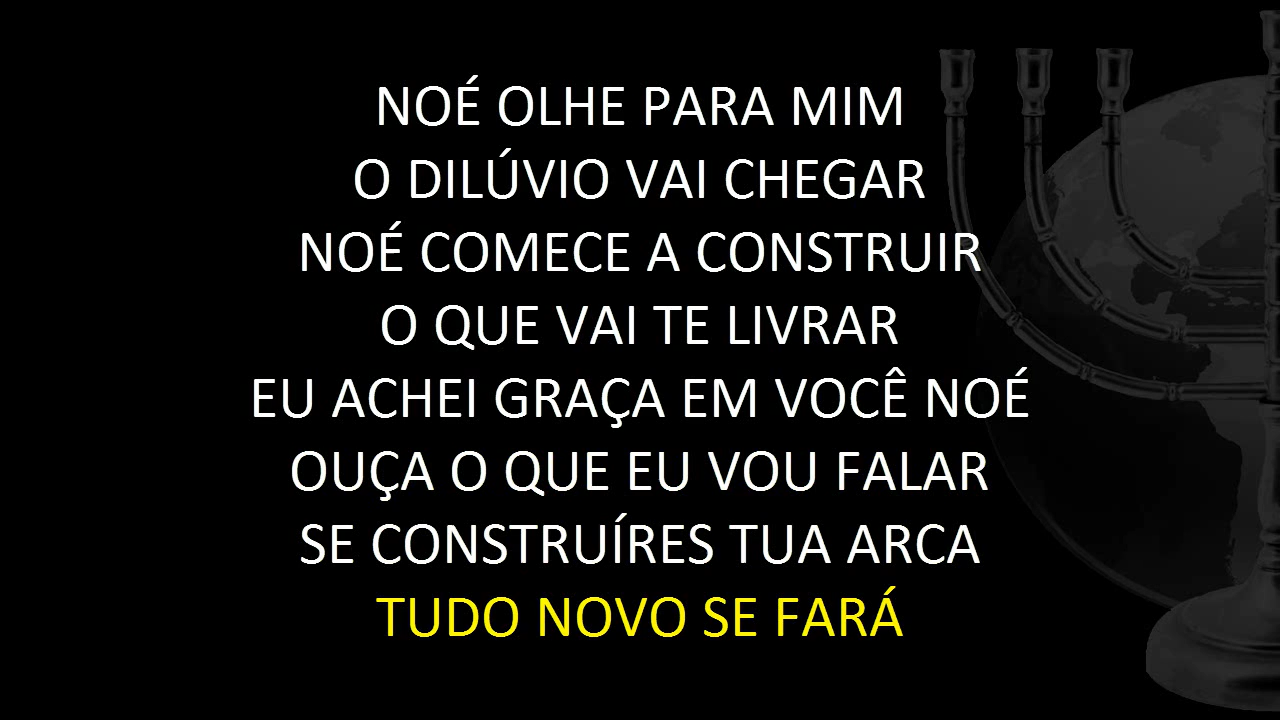 NOÉ OLHE PARA MIM
O DILÚVIO VAI CHEGAR
NOÉ COMECE A CONSTRUIR
O QUE VAI TE LIVRAR
EU ACHEI GRAÇA EM VOCÊ NOÉ
OUÇA O QUE EU VOU FALAR
SE CONSTRUÍRES TUA ARCA
TUDO NOVO SE FARÁ